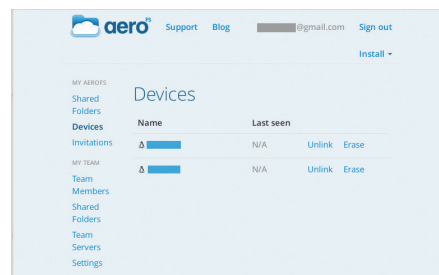 aeroFS Support Blog @gmail.com Sign out
Install
MY AEROFS
Shared
Folders
Devices
Invitations
MY TEAM
Team
Members
Shared
Folders
Team
Servers
Settings
Devices
Name Last seen
N/A Unlink Erase
N/A Unlink Erase